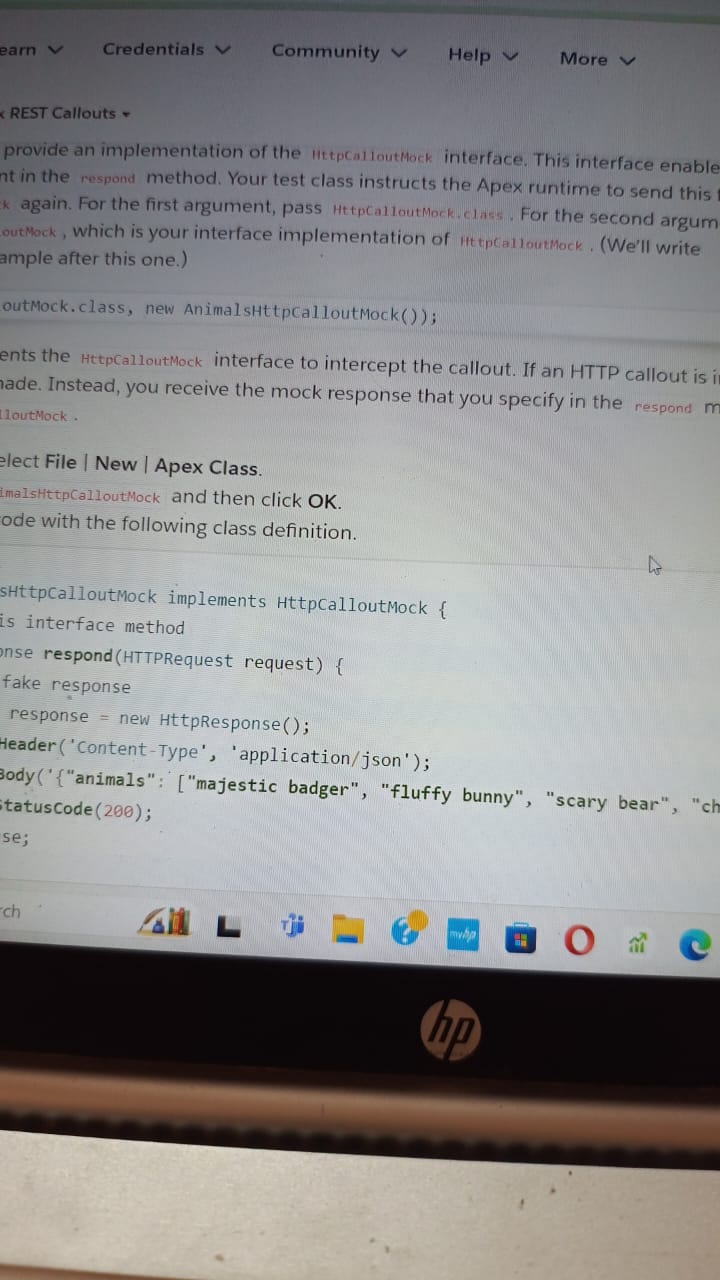 earn Credentials Community Help More
REST Callouts
provide an implementation of the HttpCalloutMock interface. This interface enable
nt in the respond method. Your test class instructs the Apex runtime to send this
k again. For the first argument, pass HttpCalloutMock.class . For the second argum
outMock , which is your interface implementation of HttpCalloutMock . (We'll write
ample after this one.)
outMock.class, new AnimalsHttpCalloutMock());
ents the HttpCalloutMock interface to intercept the callout. If an HTTP callout is i
made. Instead, you receive the mock response that you specify in the respond m
lloutMock .
elect File | New | Apex Class.
imalsHttpCalloutMock and then click OK.
ode with the following class definition.
sHttpCalloutMock implements HttpCalloutMock {
is interface method
onse respond(HTTPRequest request) {
fake response
response = new HttpResponse();
Header('Content-Type', 'application/json');
Body('{"animals": ["majestic badger", "fluffy bunny", "scary bear", "ch
StatusCode(200);
se;
rch
myhp
hp